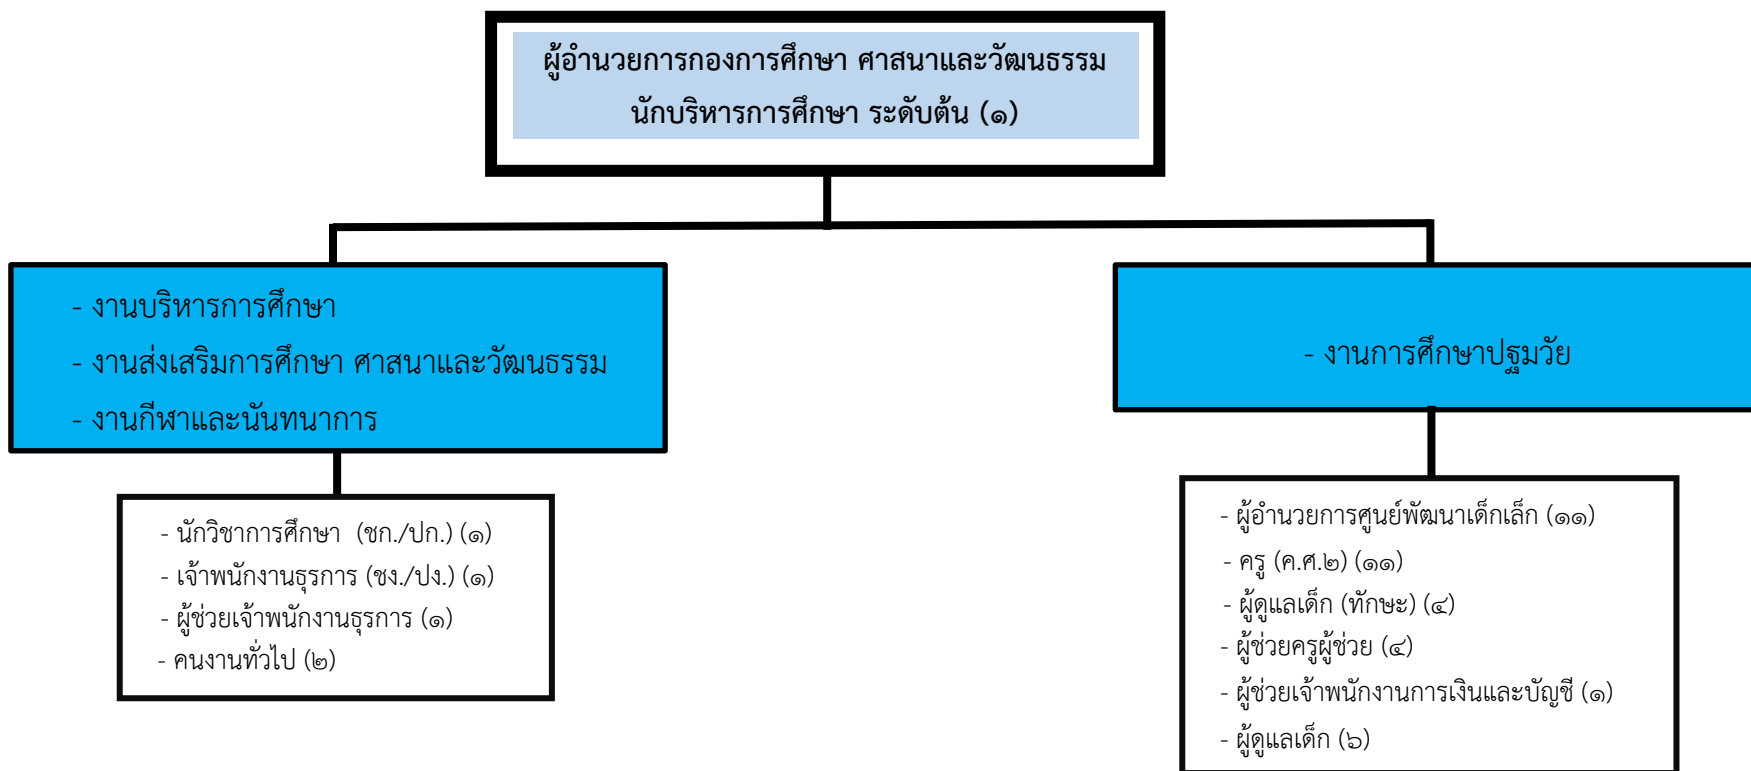 ผู้อำนวยการกองการศึกษา ศาสนาและวัฒนธรรม
นักบริหารการศึกษา ระดับต้น (๑)
- งานบริหารการศึกษา
- งานส่งเสริมการศึกษา ศาสนาและวัฒนธรรม
- งานกีฬาและนันทนาการ
- งานการศึกษาปฐมวัย
- นักวิชาการศึกษา (ชก./ปก.) (๑)
- เจ้าพนักงานธุรการ (ชง./ปง.) (๑)
- ผู้ช่วยเจ้าพนักงานธุรการ (๑)
- คนงานทั่วไป (๒)
- ผู้อำนวยการศูนย์พัฒนาเด็กเล็ก (๑๑)
- ครู (ค.ศ.๒) (๑๑)
- ผู้ดูแลเด็ก (ทักษะ) (๔)
- ผู้ช่วยครูผู้ช่วย (๔)
- ผู้ช่วยเจ้าพนักงานการเงินและบัญชี (๑)
- ผู้ดูแลเด็ก (๖)